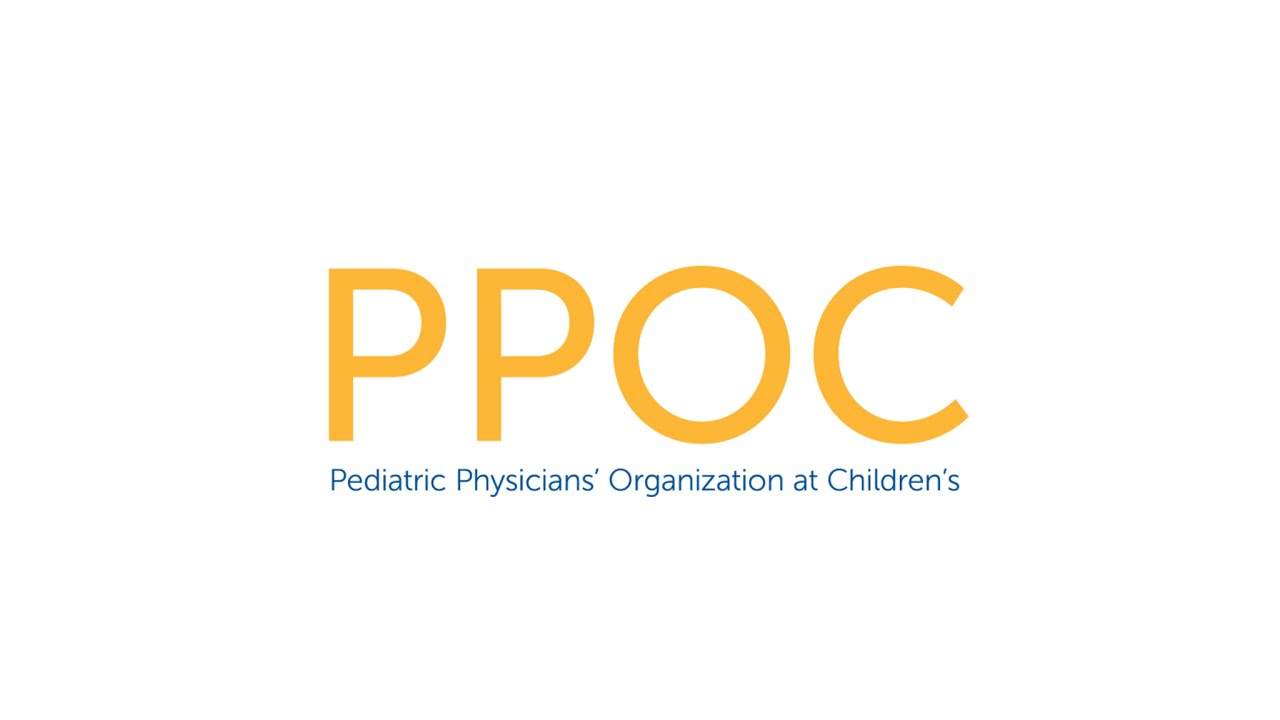 PPOC
Pediatric Physicians’ Organization at Children’s